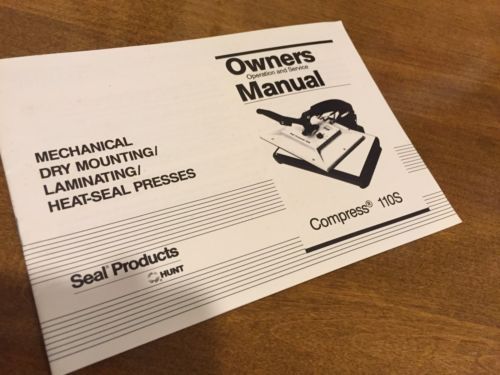 Owners
Operation and Service
Manual
MECHANICAL
DRY MOUNTING/
LAMINATING/
HEAT-SEAL PRESSES
Compress® 110S
Seal® Products
HUNT